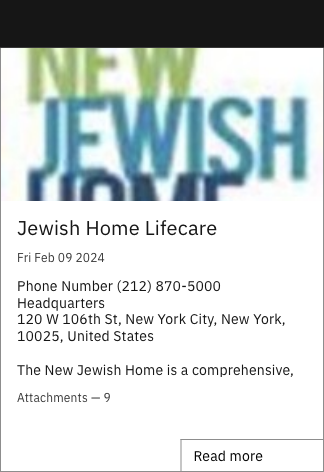 NEW
JEWISH
HOME
Jewish Home Lifecare
Fri Feb 09 2024
Phone Number (212) 870-5000
Headquarters
120 W 106th St, New York City, New York,
10025, United States
The New Jewish Home is a comprehensive,
Attachments — 9
Read more